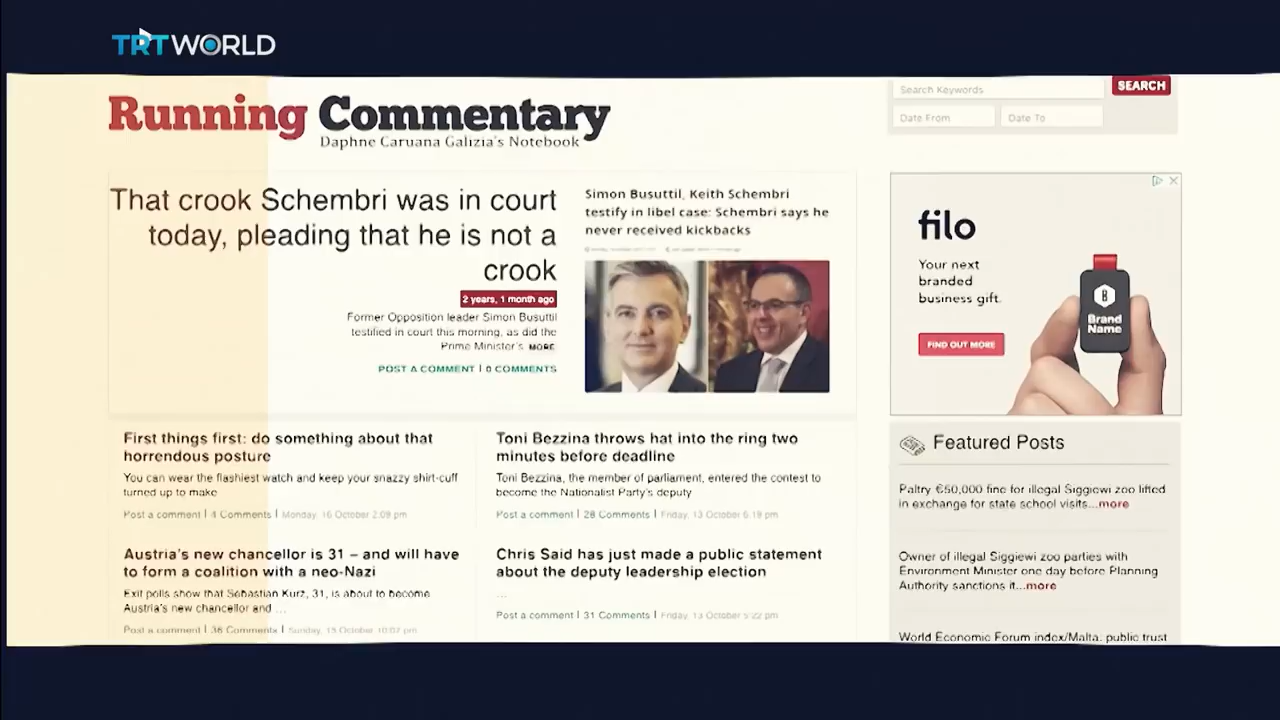 TRT WORLD
Running Commentary
Daphne Caruana Galizia's Notebook
Search Keywords
SEARCH
Date From
Date To
That crook Schembri was in court
today, pleading that he is not a
crook
2 years, 1 month ago
Former Opposition leader Simon Busuttil
testified in court this morning, as did the
Prime Minister's MORE
POST A COMMENT | 0 COMMENTS
Simon Busuttil, Keith Schembri
testify in libel case: Schembri says he
never received kickbacks
filo
Your next
branded
business gift.
FIND OUT MORE
B
Brand
Name
First things first: do something about that
horrendous posture
You can wear the flashiest watch and keep your snazzy shirt-cuff
turned up to make
Post a comment | 4 Comments | Monday, 16 October 2:09 pm
Toni Bezzina throws hat into the ring two
minutes before deadline
Toni Bezzina, the member of parliament, entered the contest to
become the Nationalist Party's deputy
Post a comment | 28 Comments | Friday, 13 October 6:19 pm
Austria's new chancellor is 31 – and will have
to form a coalition with a neo-Nazi
Exit polls show that Sebastian Kurz, 31, is about to become
Austria's new chancellor and ...
Post a comment | 36 Comments | Sunday, 15 October 10:07 pm
Chris Said has just made a public statement
about the deputy leadership election
...
Post a comment | 31 Comments | Friday, 13 October 5:22 pm
Featured Posts
Paltry €50,000 fine for illegal Siggiewi zoo lifted
in exchange for state school visits...more
Owner of illegal Siggiewi zoo parties with
Environment Minister one day before Planning
Authority sanctions it...more
World Economic Forum index/Malta: public trust